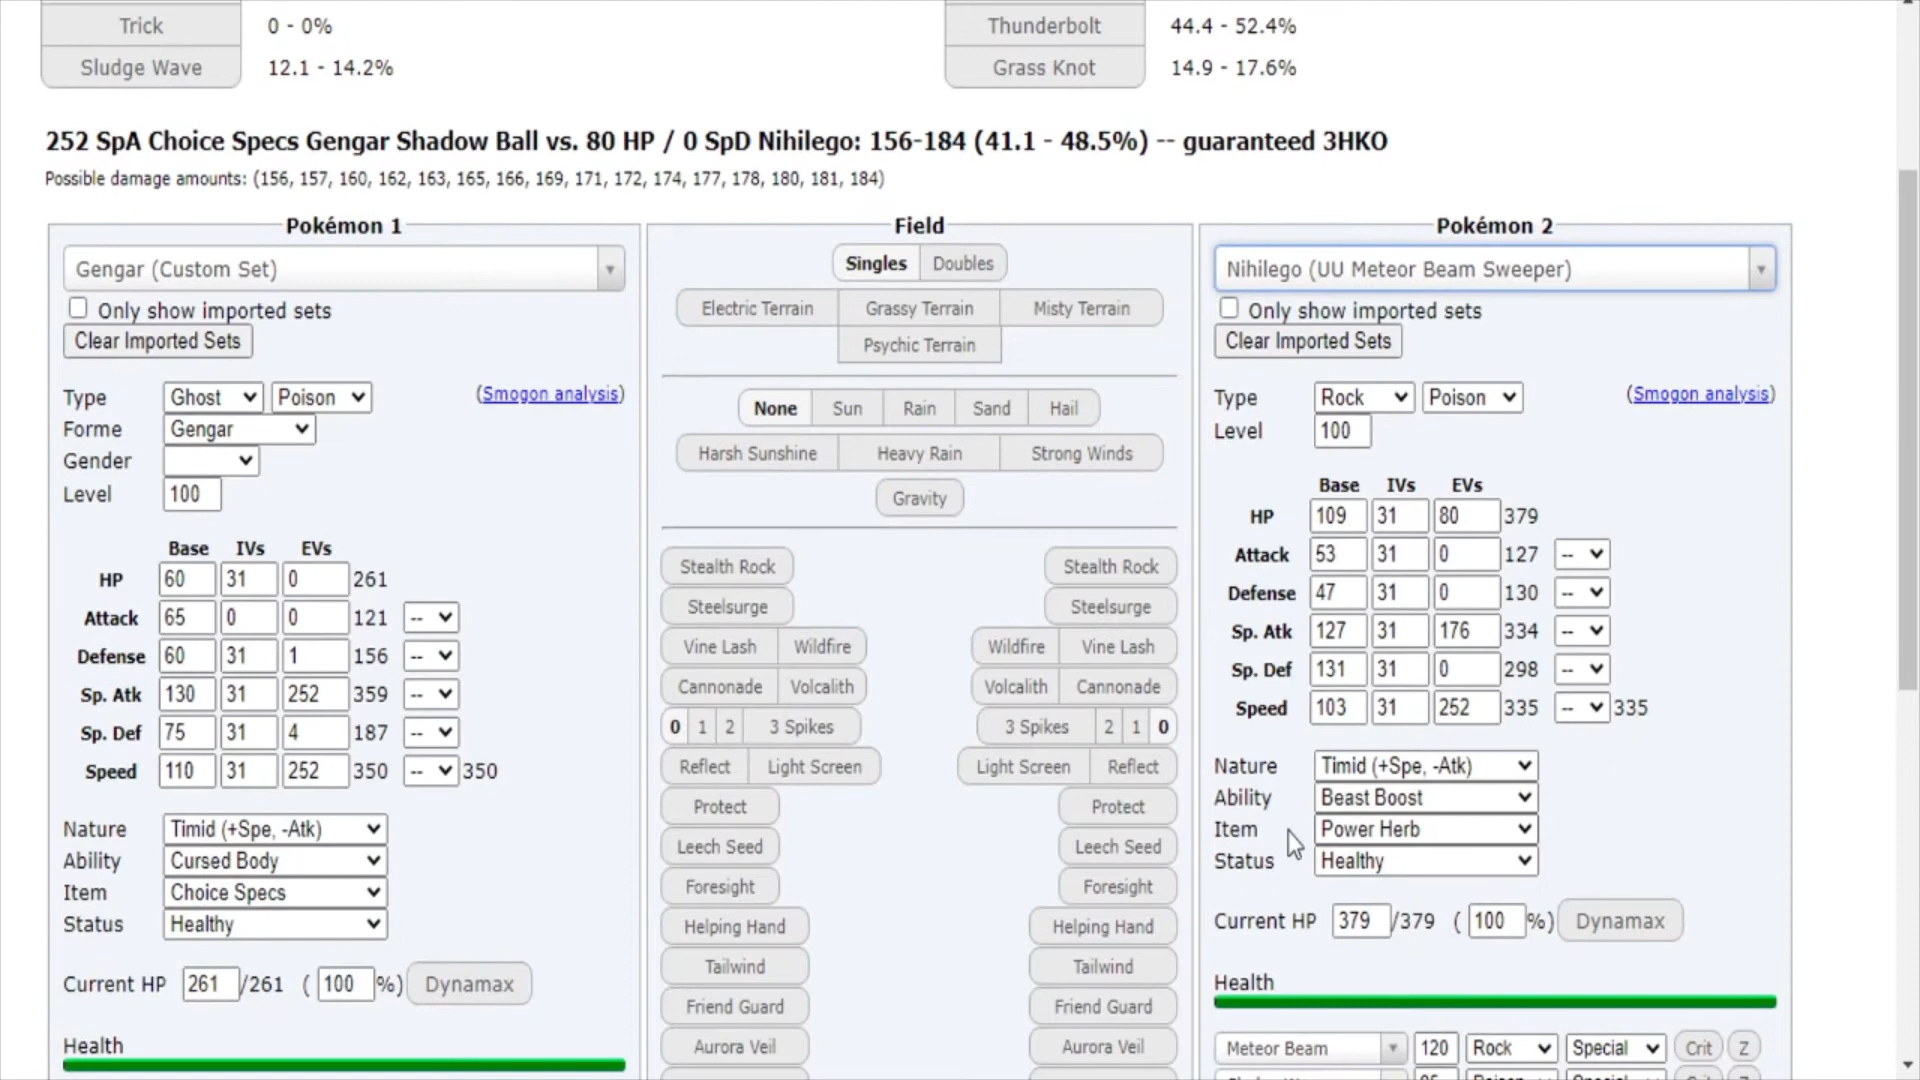 Trick 0 - 0% Thunderbolt 44.4 - 52.4%
Sludge Wave 12.1 - 14.2% Grass Knot 14.9 - 17.6%
252 SpA Choice Specs Gengar Shadow Ball vs. 80 HP / 0 SpD Nihilego: 156-184 (41.1 - 48.5%) -- guaranteed 3HKO
Possible damage amounts: (156, 157, 160, 162, 163, 165, 166, 169, 171, 172, 174, 177, 178, 180, 181, 184)
Pokémon 1
Gengar (Custom Set)
Only show imported sets
Clear Imported Sets
Type Ghost Poison (Smogon analysis)
Forme Gengar
Gender
Level 100
Base IVs EVs
HP 60 31 0 261
Attack 65 0 0 121 --
Defense 60 31 1 156 --
Sp. Atk 130 31 252 359 --
Sp. Def 75 31 4 187 --
Speed 110 31 252 350 -- 350
Nature Timid (+Spe, -Atk)
Ability Cursed Body
Item Choice Specs
Status Healthy
Current HP 261 /261 ( 100 %) Dynamax
Health
Field
Singles Doubles
Electric Terrain Grassy Terrain Misty Terrain
Psychic Terrain
None Sun Rain Sand Hail
Harsh Sunshine Heavy Rain Strong Winds
Gravity
Stealth Rock Stealth Rock
Steelsurge Steelsurge
Vine Lash Wildfire Wildfire Vine Lash
Cannonade Volcalith Volcalith Cannonade
0 1 2 3 Spikes 3 Spikes 2 1 0
Reflect Light Screen Light Screen Reflect
Protect Protect
Leech Seed Leech Seed
Foresight Foresight
Helping Hand Helping Hand
Tailwind Tailwind
Friend Guard Friend Guard
Aurora Veil Aurora Veil
Pokémon 2
Nihilego (UU Meteor Beam Sweeper)
Only show imported sets
Clear Imported Sets
Type Rock Poison (Smogon analysis)
Level 100
Base IVs EVs
HP 109 31 80 379
Attack 53 31 0 127 --
Defense 47 31 0 130 --
Sp. Atk 127 31 176 334 --
Sp. Def 131 31 0 298 --
Speed 103 31 252 335 -- 335
Nature Timid (+Spe, -Atk)
Ability Beast Boost
Item Power Herb
Status Healthy
Current HP 379 /379 ( 100 %) Dynamax
Health
Meteor Beam 120 Rock Special Crit Z